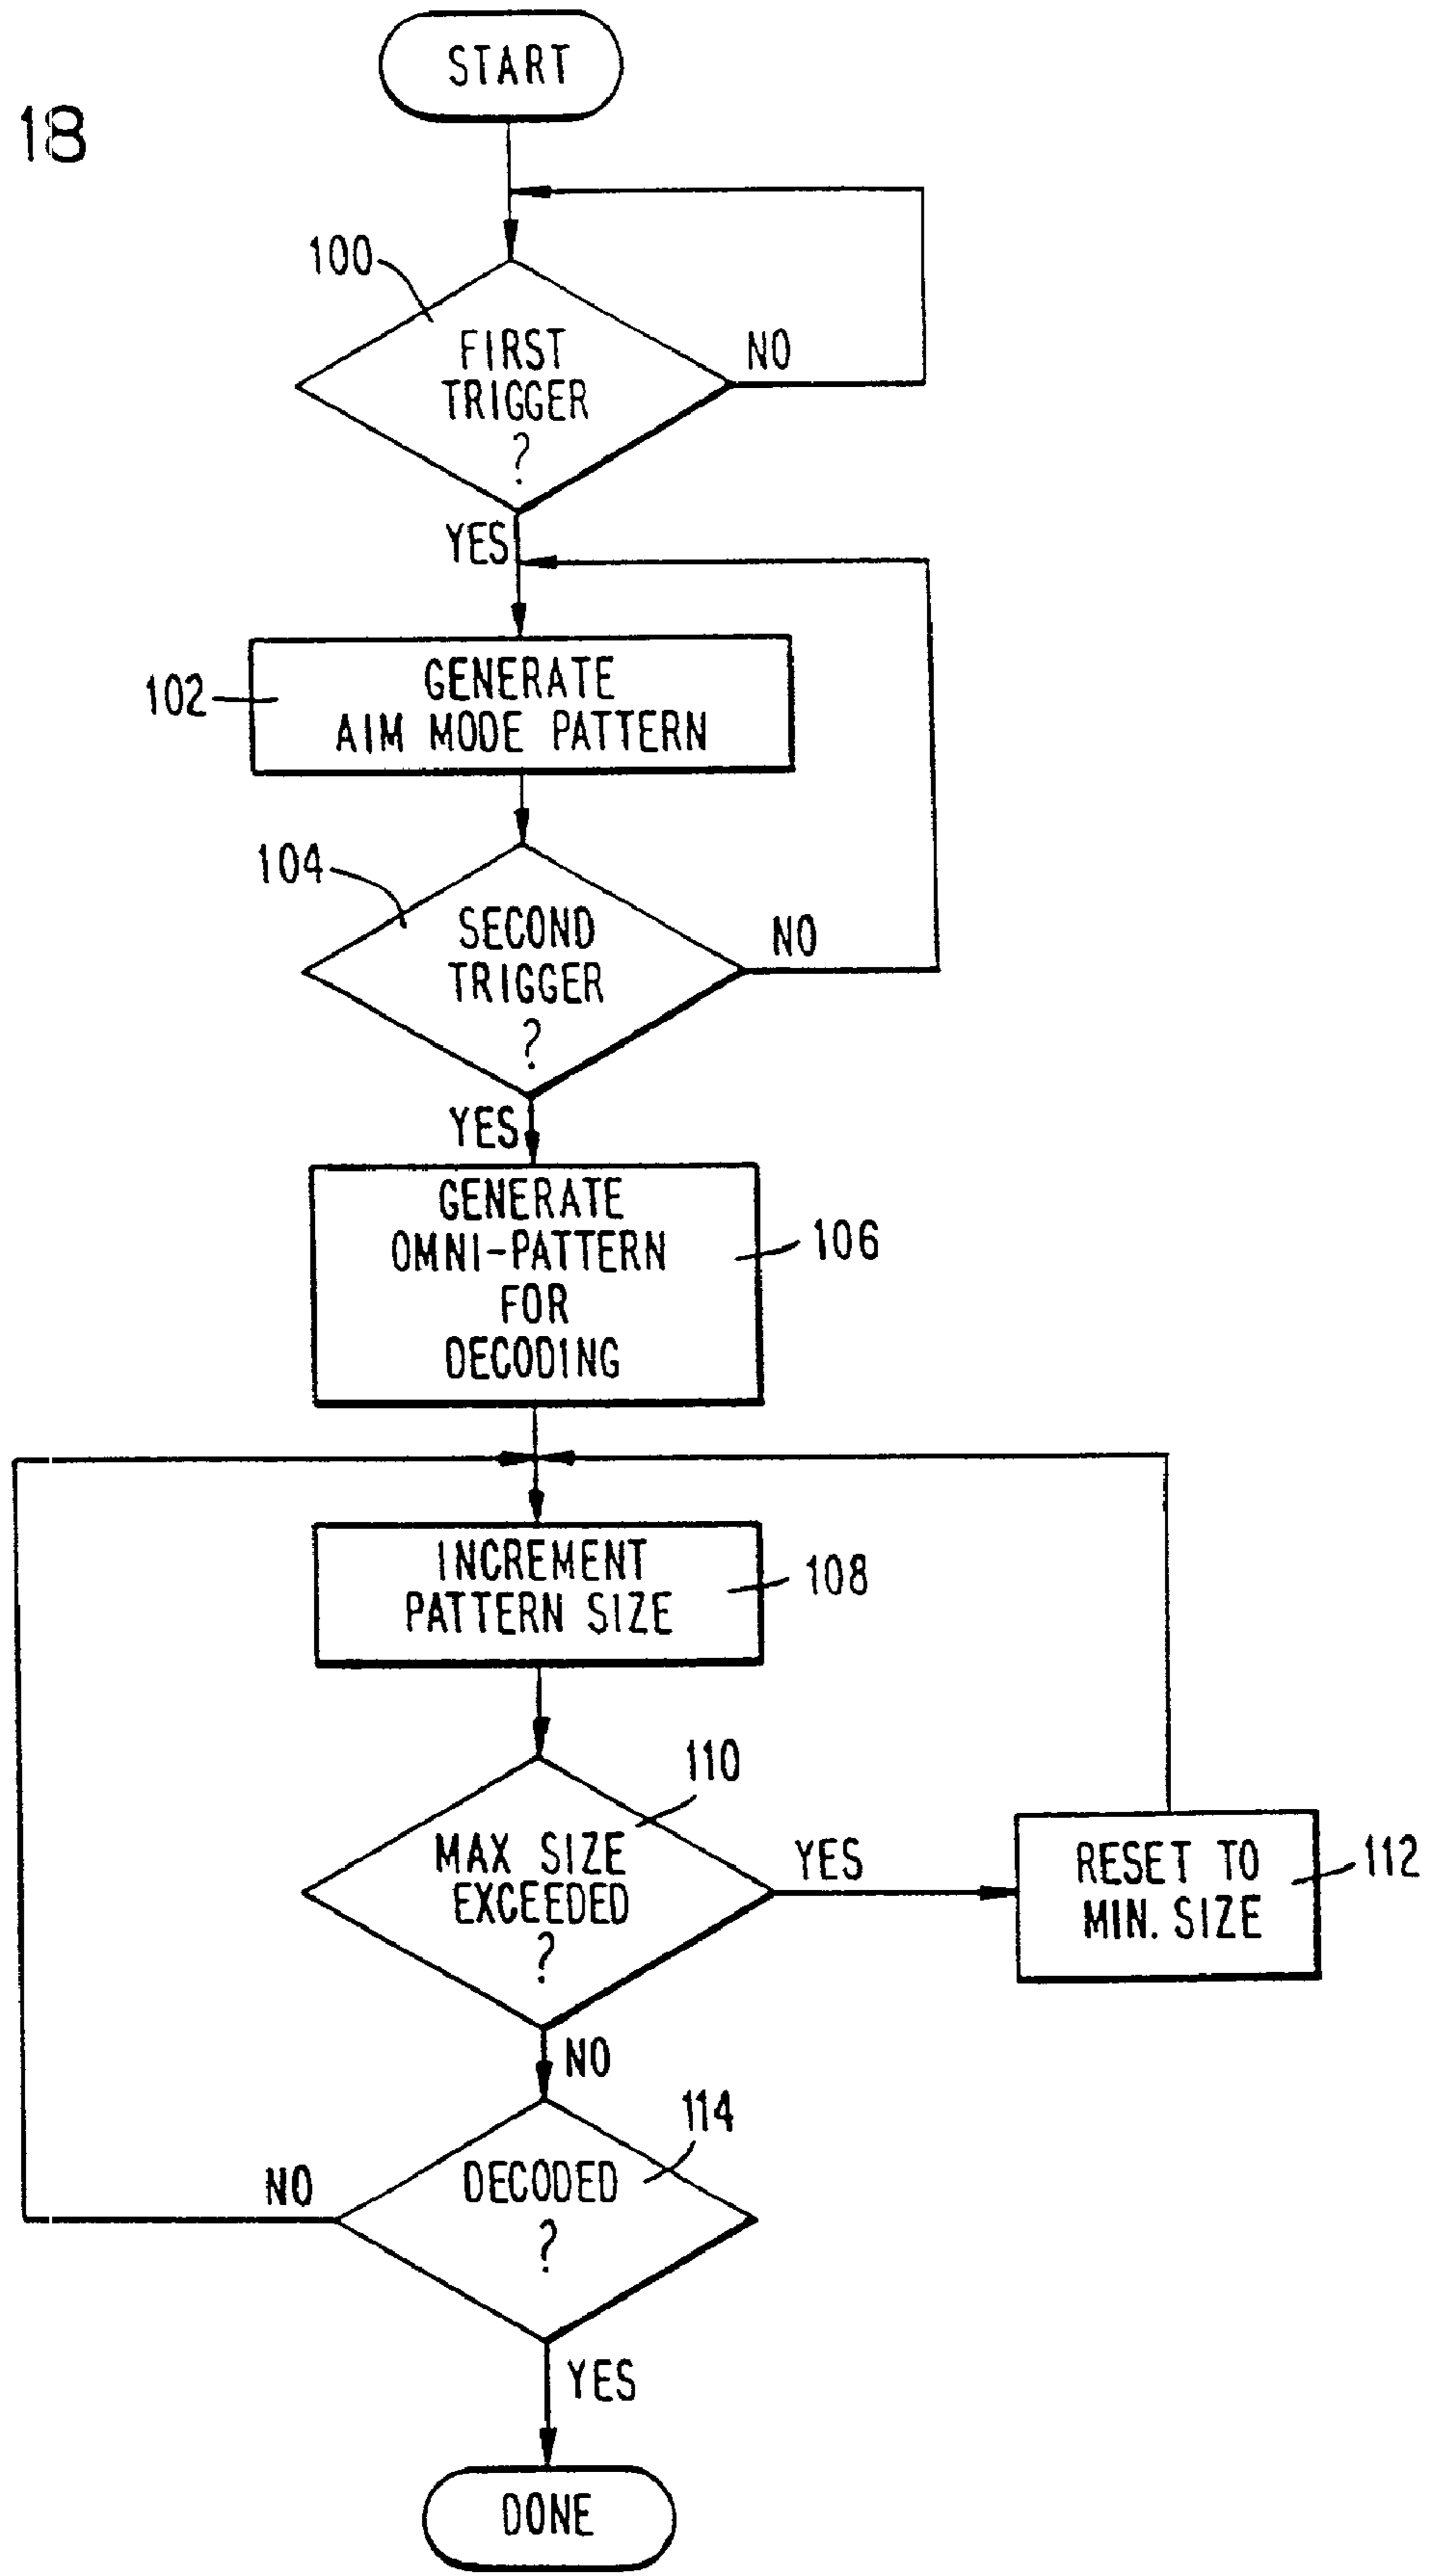 START
18
100
FIRST
TRIGGER
?
NO
YES
102
GENERATE
AIM MODE PATTERN
104
SECOND
TRIGGER
?
NO
YES
GENERATE
OMNI-PATTERN
FOR
DECODING
106
INCREMENT
PATTERN SIZE
108
110
MAX SIZE
EXCEEDED
?
YES
RESET TO
MIN. SIZE
112
NO
114
DECODED
?
NO
YES
DONE